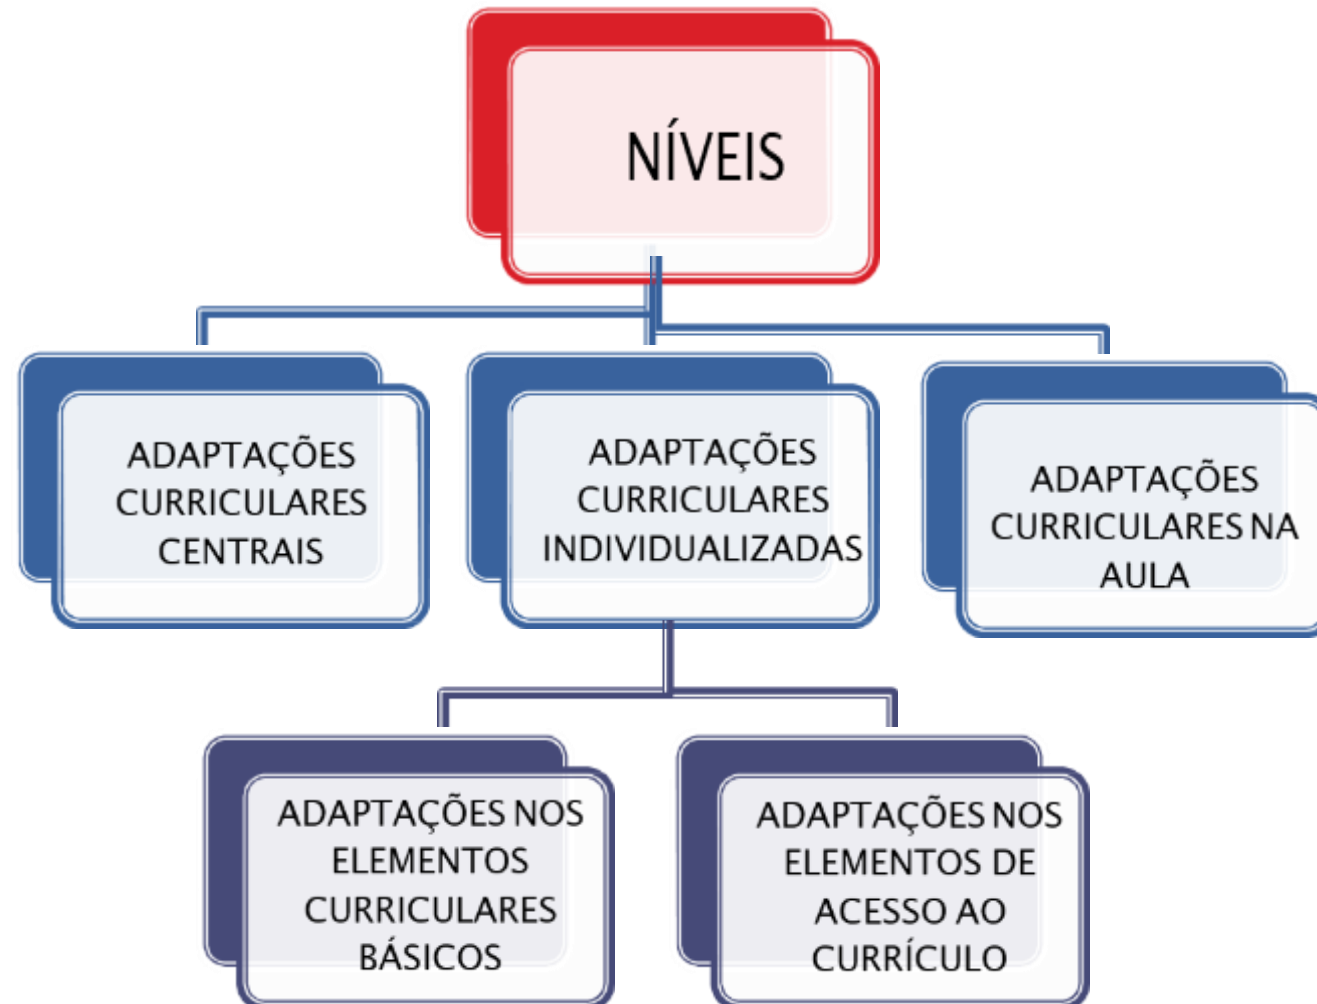 NÍVEIS
ADAPTAÇÕES
CURRICULARES
CENTRAIS
ADAPTAÇÕES
CURRICULARES
INDIVIDUALIZADAS
ADAPTAÇÕES
CURRICULARES NA
AULA
ADAPTAÇÕES NOS
ELEMENTOS
CURRICULARES
BÁSICOS
ADAPTAÇÕES NOS
ELEMENTOS DE
ACESSO AO
CURRÍCULO